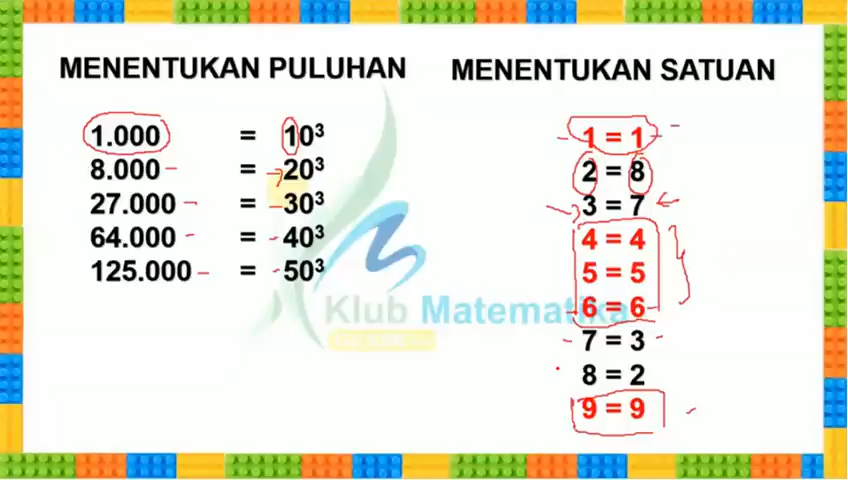 MENENTUKAN PULUHAN
1.000 = 10³
8.000 = 20³
27.000 = 30³
64.000 = 40³
125.000 = 50³
MENENTUKAN SATUAN
1 = 1
2 = 8
3 = 7
4 = 4
5 = 5
6 = 6
7 = 3
8 = 2
9 = 9
Klub Matematika